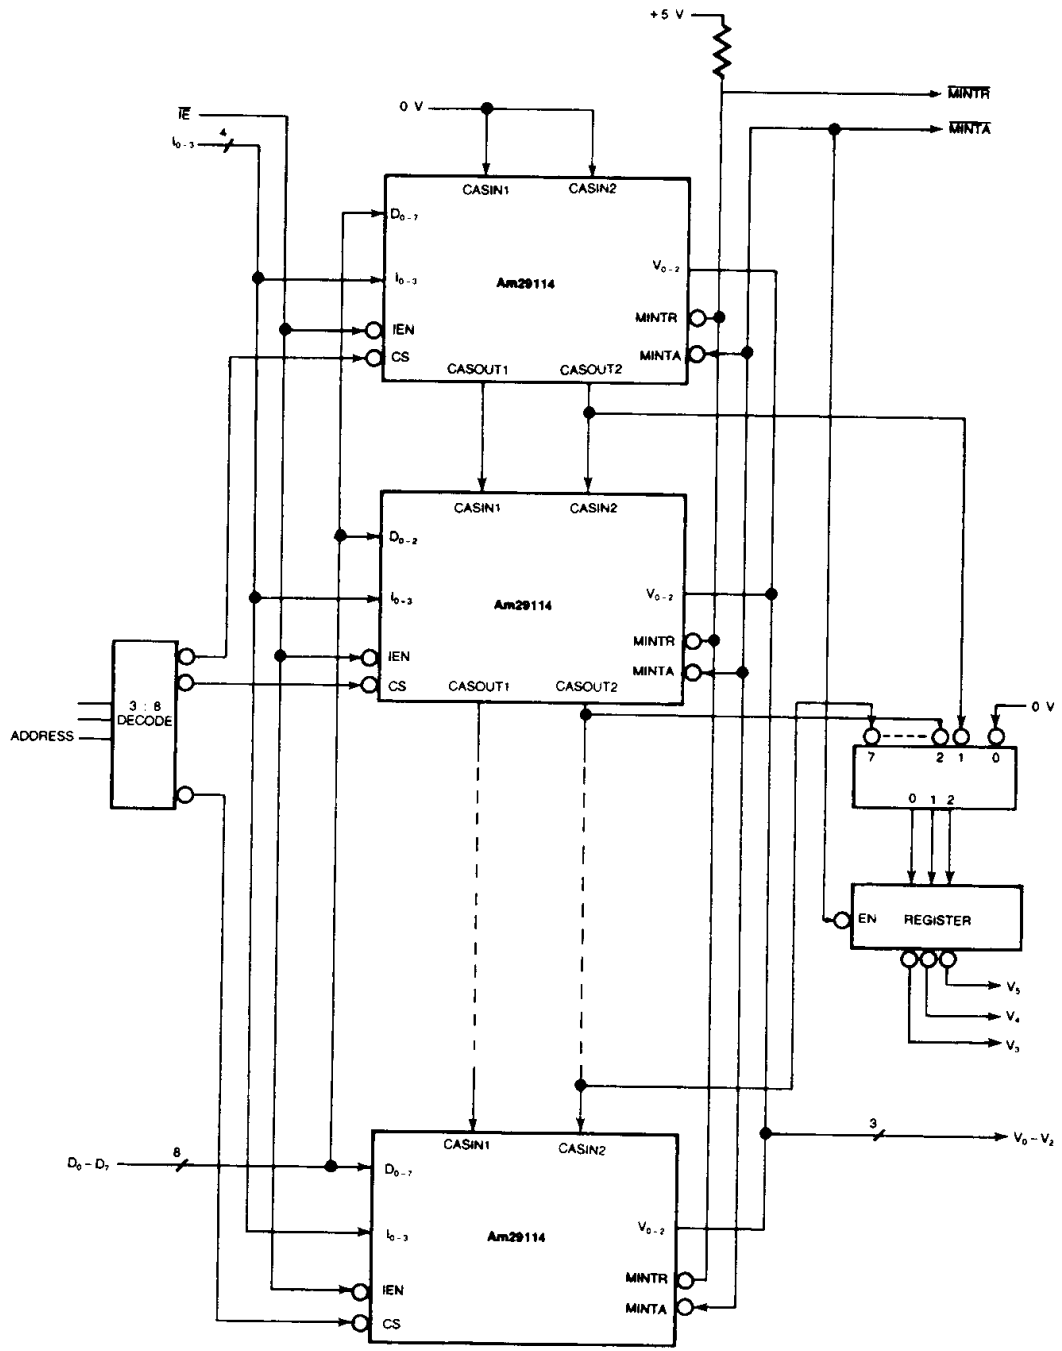 +5 V
MINTR
MINTA
0 V
IE
4
I₀₋₃
CASIN1 CASIN2
D₀₋₇
V₀₋₂
I₀₋₃
Am29114
MINTR
IEN
MINTA
CS
CASOUT1 CASOUT2
CASIN1 CASIN2
D₀₋₂
V₀₋₂
I₀₋₃
Am29114
MINTR
IEN
MINTA
CS
CASOUT1 CASOUT2
3 : 8
DECODE
ADDRESS
0 V
7 2 1 0
0 1 2
EN REGISTER
V₅
V₄
V₃
3
V₀–V₂
D₀–D₇
8
CASIN1 CASIN2
D₀₋₇
V₀₋₂
I₀₋₃
Am29114
MINTR
IEN
MINTA
CS